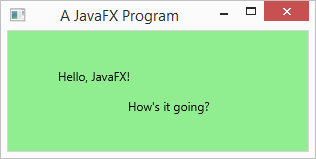 A JavaFX Program
Hello, JavaFX!
How's it going?